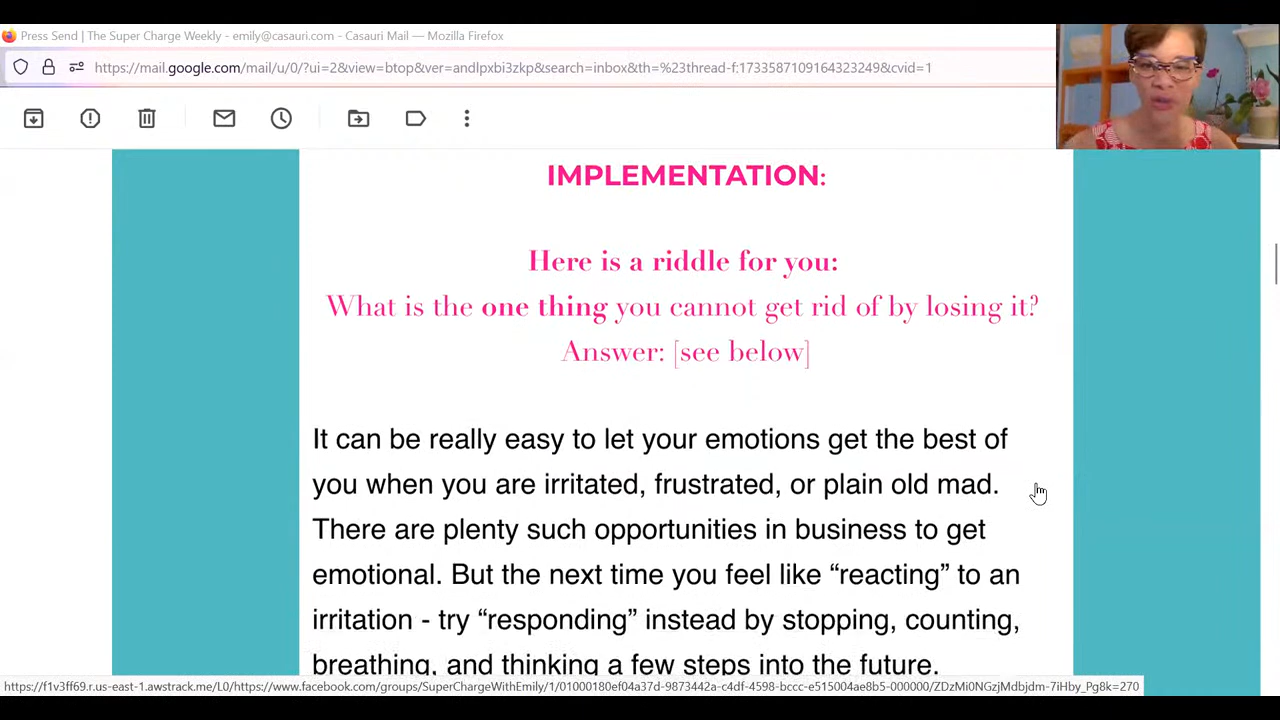 Press Send | The Super Charge Weekly - emily@casauri.com - Casauri Mail — Mozilla Firefox
https://mail.google.com/mail/u/0/?ui=2&view=btop&ver=andlpxbi3zkp&search=inbox&th=%23thread-f:1733587109164323249&cvid=1
IMPLEMENTATION:
Here is a riddle for you:
What is the one thing you cannot get rid of by losing it?
Answer: [see below]
It can be really easy to let your emotions get the best of
you when you are irritated, frustrated, or plain old mad.
There are plenty such opportunities in business to get
emotional. But the next time you feel like “reacting” to an
irritation - try “responding” instead by stopping, counting,
breathing, and thinking a few steps into the future.
https://f1v3ff69.r.us-east-1.awstrack.me/L0/https://www.facebook.com/groups/SuperChargeWithEmily/1/01000180ef04a37d-9873442a-c4df-4598-bccc-e515004ae8b5-000000/ZDzMi0NGzjMdbjdm-7iHby_Pg8k=270